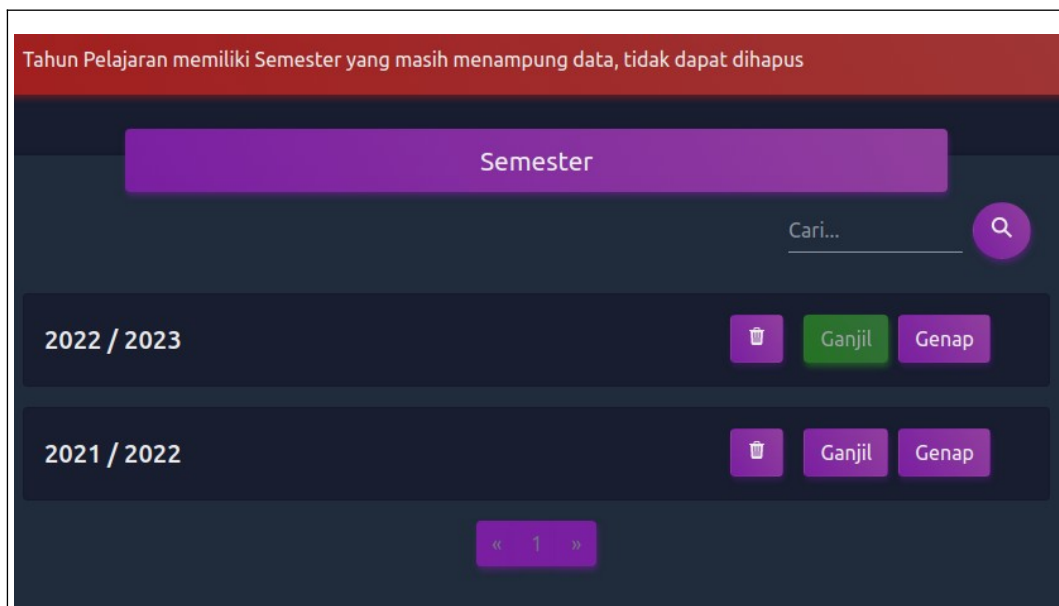 Tahun Pelajaran memiliki Semester yang masih menampung data, tidak dapat dihapus
Semester
Cari...
2022 / 2023 Ganjil Genap
2021 / 2022 Ganjil Genap
« 1 »